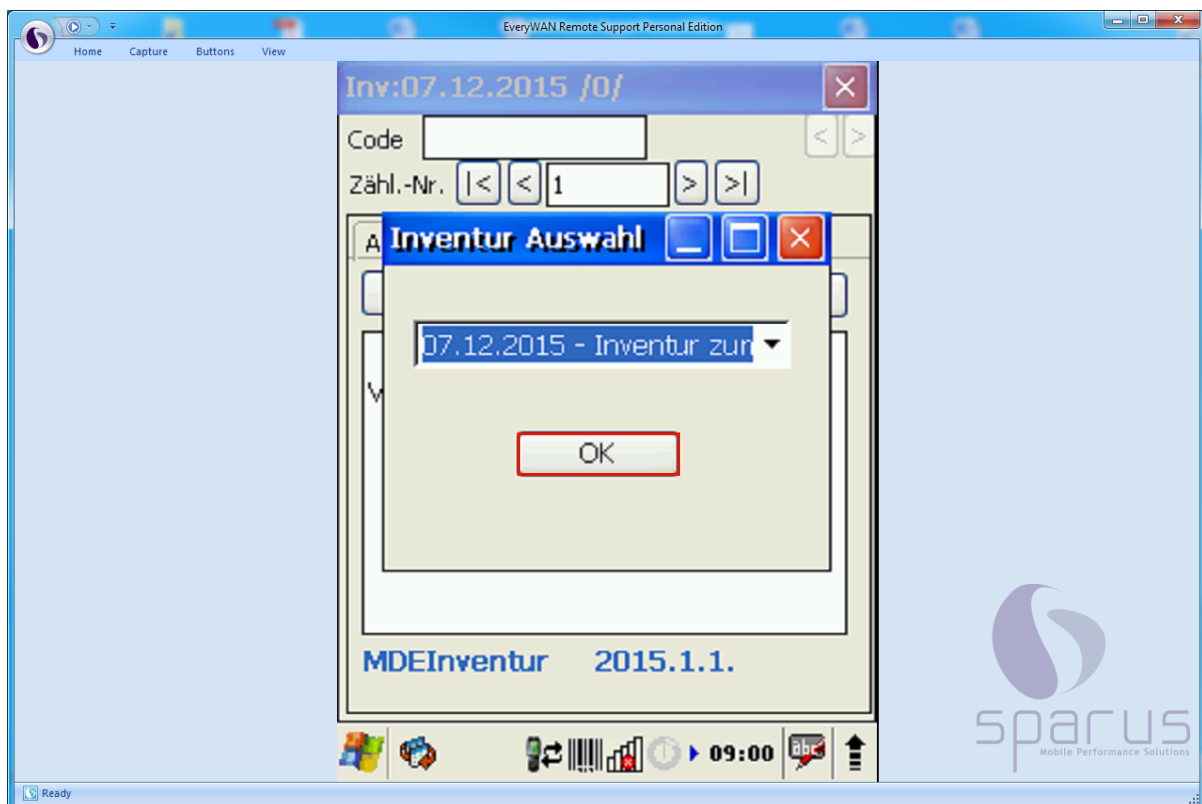 EveryWAN Remote Support Personal Edition
Home Capture Buttons View
Inv:07.12.2015 /0/
Code
< >
Zähl.-Nr. |< < 1 > >|
A
Inventur Auswahl
07.12.2015 - Inventur zur
V
OK
MDEInventur 2015.1.1.
09:00
abc
sparus
Mobile Performance Solutions
Ready